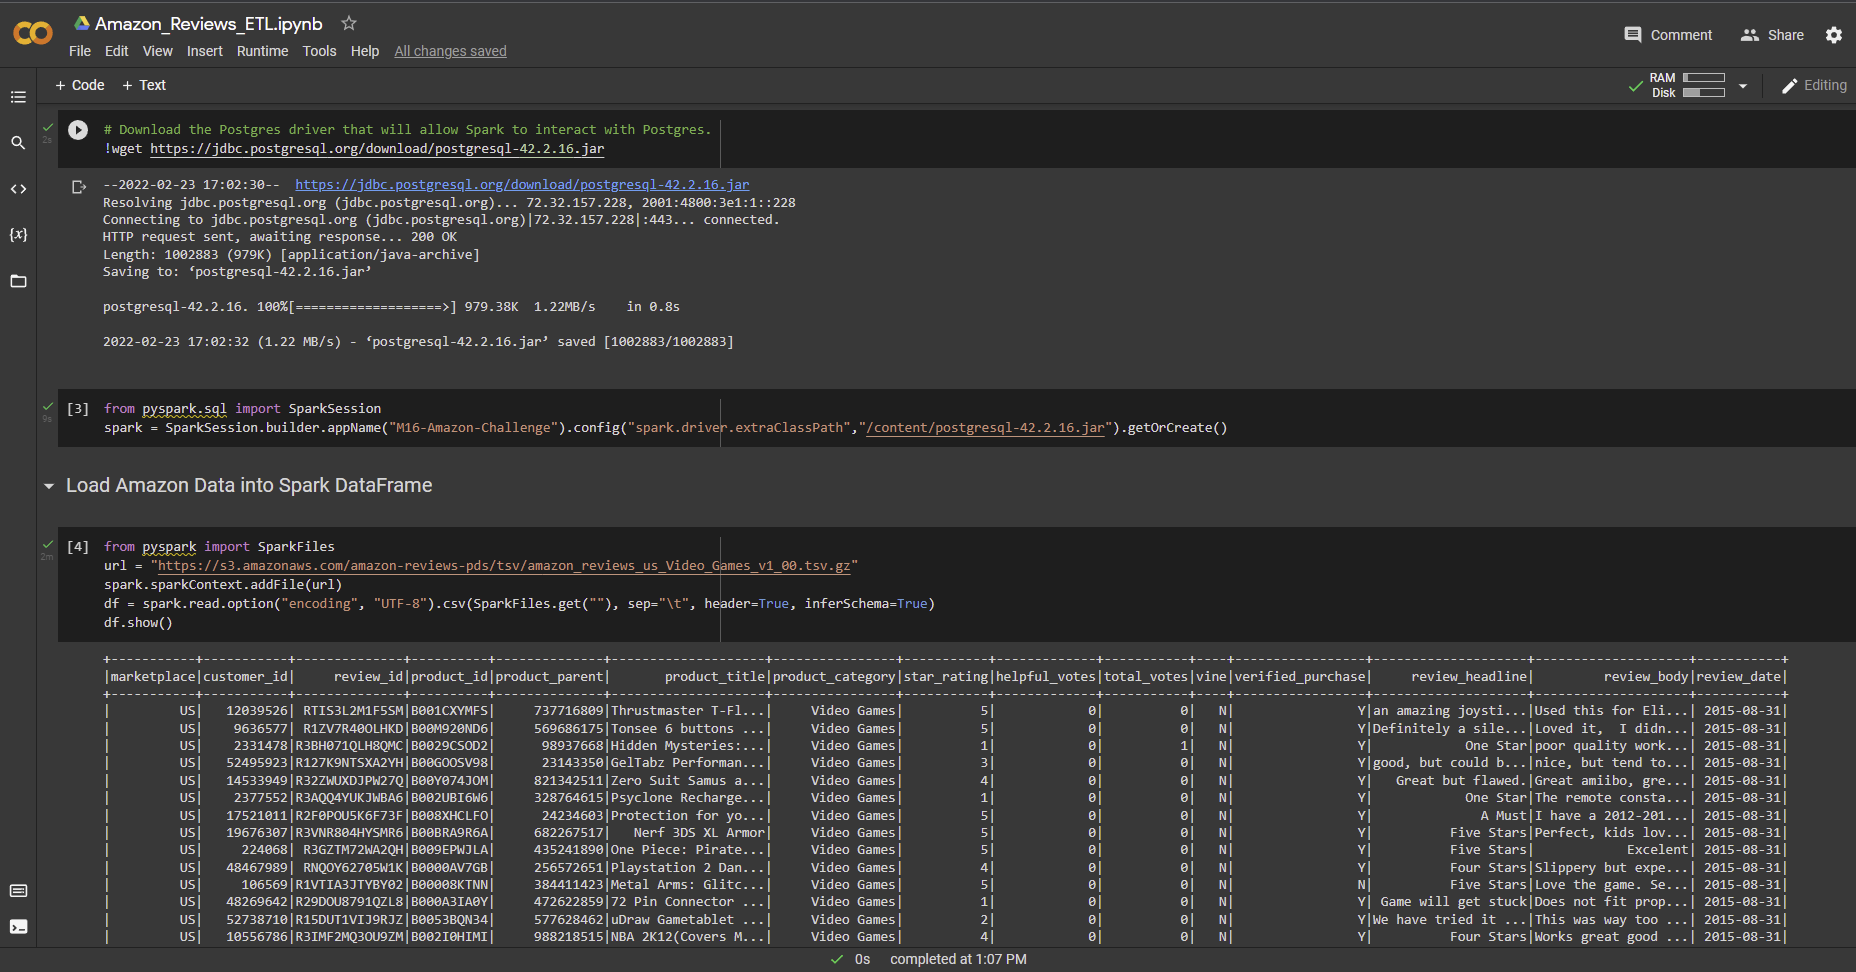 Amazon_Reviews_ETL.ipynb
File Edit View Insert Runtime Tools Help All changes saved
Comment Share
+ Code + Text
RAM
Disk
Editing
2s
# Download the Postgres driver that will allow Spark to interact with Postgres.
!wget https://jdbc.postgresql.org/download/postgresql-42.2.16.jar
--2022-02-23 17:02:30--  https://jdbc.postgresql.org/download/postgresql-42.2.16.jar
Resolving jdbc.postgresql.org (jdbc.postgresql.org)... 72.32.157.228, 2001:4800:3e1:1::228
Connecting to jdbc.postgresql.org (jdbc.postgresql.org)|72.32.157.228|:443... connected.
HTTP request sent, awaiting response... 200 OK
Length: 1002883 (979K) [application/java-archive]
Saving to: ‘postgresql-42.2.16.jar’
postgresql-42.2.16. 100%[===================>] 979.38K  1.22MB/s    in 0.8s
2022-02-23 17:02:32 (1.22 MB/s) - ‘postgresql-42.2.16.jar’ saved [1002883/1002883]
9s
[3] from pyspark.sql import SparkSession
spark = SparkSession.builder.appName("M16-Amazon-Challenge").config("spark.driver.extraClassPath","/content/postgresql-42.2.16.jar").getOrCreate()
Load Amazon Data into Spark DataFrame
2m
[4] from pyspark import SparkFiles
url = "https://s3.amazonaws.com/amazon-reviews-pds/tsv/amazon_reviews_us_Video_Games_v1_00.tsv.gz"
spark.sparkContext.addFile(url)
df = spark.read.option("encoding", "UTF-8").csv(SparkFiles.get(""), sep="\t", header=True, inferSchema=True)
df.show()
+-----------+-----------+--------------+----------+--------------+--------------------+----------------+-----------+-------------+-----------+----+-----------------+--------------------+--------------------+-----------+
|marketplace|customer_id|     review_id|product_id|product_parent|       product_title|product_category|star_rating|helpful_votes|total_votes|vine|verified_purchase|     review_headline|         review_body|review_date|
+-----------+-----------+--------------+----------+--------------+--------------------+----------------+-----------+-------------+-----------+----+-----------------+--------------------+--------------------+-----------+
|         US|   12039526| RTIS3L2M1F5SM|B001CXYMFS|     737716809|Thrustmaster T-Fl...|     Video Games|          5|            0|          0|   N|                Y|an amazing joysti...|Used this for Eli...| 2015-08-31|
|         US|    9636577| R1ZV7R40OLHKD|B00M920ND6|     569686175|Tonsee 6 buttons ...|     Video Games|          5|            0|          0|   N|                Y|Definitely a sile...|Loved it,  I didn...| 2015-08-31|
|         US|    2331478|R3BH071QLH8QMC|B0029CSOD2|      98937668|Hidden Mysteries:...|     Video Games|          1|            0|          1|   N|                Y|            One Star|poor quality work...| 2015-08-31|
|         US|   52495923|R127K9NTSXA2YH|B00GOOSV98|      23143350|GelTabz Performan...|     Video Games|          3|            0|          0|   N|                Y|good, but could b...|nice, but tend to...| 2015-08-31|
|         US|   14533949|R32ZWUXDJPW27Q|B00Y074JOM|     821342511|Zero Suit Samus a...|     Video Games|          4|            0|          0|   N|                Y|   Great but flawed.|Great amiibo, gre...| 2015-08-31|
|         US|    2377552|R3AQQ4YUKJWBA6|B002UBI6W6|     328764615|Psyclone Recharge...|     Video Games|          1|            0|          0|   N|                Y|            One Star|The remote consta...| 2015-08-31|
|         US|   17521011|R2F0POU5K6F73F|B008XHCLFO|      24234603|Protection for yo...|     Video Games|          5|            0|          0|   N|                Y|              A Must|I have a 2012-201...| 2015-08-31|
|         US|   19676307|R3VNR804HYSMR6|B00BRA9R6A|     682267517|   Nerf 3DS XL Armor|     Video Games|          5|            0|          0|   N|                Y|          Five Stars|Perfect, kids lov...| 2015-08-31|
|         US|     224068| R3GZTM72WA2QH|B009EPWJLA|     435241890|One Piece: Pirate...|     Video Games|          5|            0|          0|   N|                Y|          Five Stars|            Excelent| 2015-08-31|
|         US|   48467989| RNQOY62705W1K|B0000AV7GB|     256572651|Playstation 2 Dan...|     Video Games|          4|            0|          0|   N|                Y|          Four Stars|Slippery but expe...| 2015-08-31|
|         US|     106569|R1VTIA3JTYBY02|B00008KTNN|     384411423|Metal Arms: Glitc...|     Video Games|          5|            0|          0|   N|                N|          Five Stars|Love the game. Se...| 2015-08-31|
|         US|   48269642|R29DOU8791QZL8|B000A3IA0Y|     472622859|72 Pin Connector ...|     Video Games|          1|            0|          0|   N|                Y| Game will get stuck|Does not fit prop...| 2015-08-31|
|         US|   52738710|R15DUT1VIJ9RJZ|B0053BQN34|     577628462|uDraw Gametablet ...|     Video Games|          2|            0|          0|   N|                Y|We have tried it ...|This was way too ...| 2015-08-31|
|         US|   10556786|R3IMF2MQ3OU9ZM|B002I0HIMI|     988218515|NBA 2K12(Covers M...|     Video Games|          4|            0|          0|   N|                Y|          Four Stars|Works great good ...| 2015-08-31|
0s completed at 1:07 PM